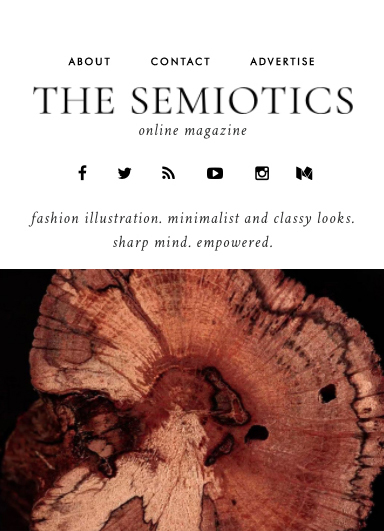 ABOUT CONTACT ADVERTISE
THE SEMIOTICS
online magazine
fashion illustration. minimalist and classy looks.
sharp mind. empowered.